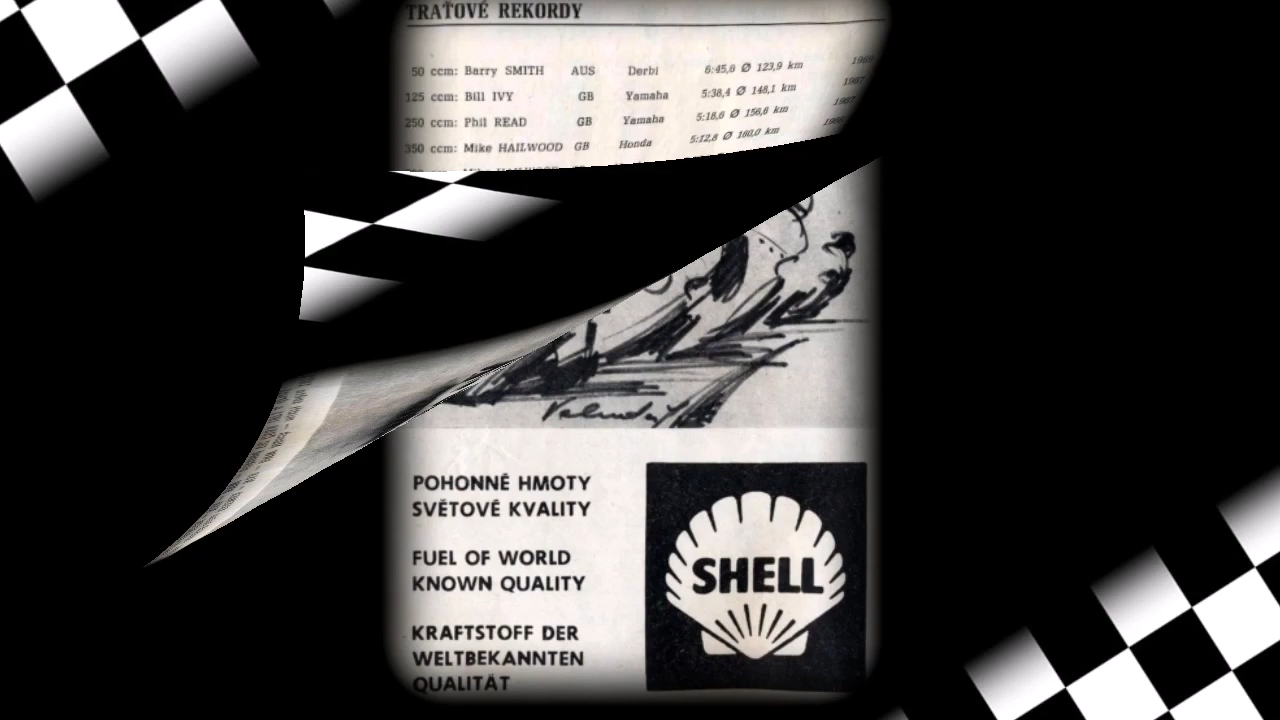 TRAŤOVÉ REKORDY
50 ccm: Barry SMITH AUS Derbi 6:45,6 Ø 123,9 km
125 ccm: Bill IVY GB Yamaha 5:38,4 Ø 148,1 km
250 ccm: Phil READ GB Yamaha 5:18,6 Ø 156,6 km
350 ccm: Mike HAILWOOD GB Honda 5:12,8 Ø 160,0 km
POHONNÉ HMOTY
SVĚTOVÉ KVALITY
FUEL OF WORLD
KNOWN QUALITY
KRAFTSTOFF DER
WELTBEKANNTEN
QUALITÄT
SHELL